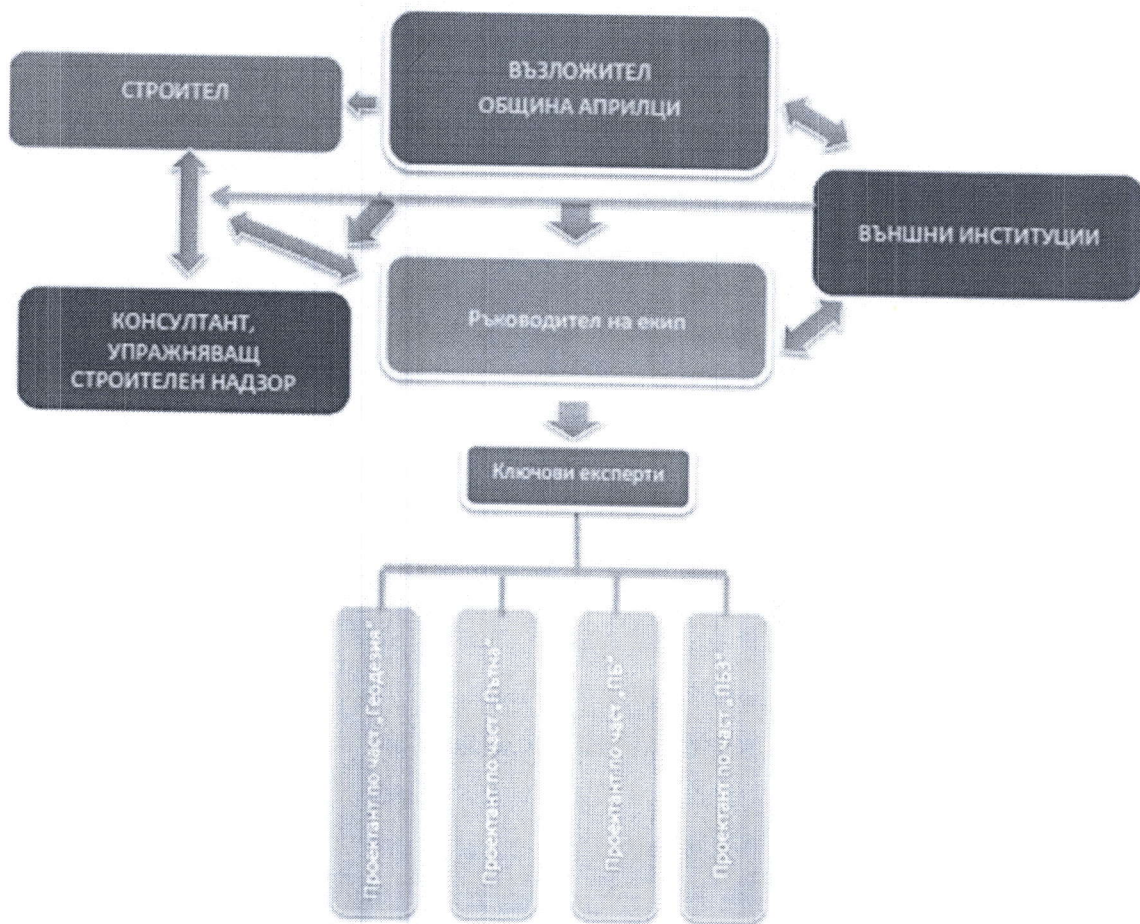 СТРОИТЕЛ
ВЪЗЛОЖИТЕЛ
ОБЩИНА АПРИЛЦИ
ВЪНШНИ ИНСТИТУЦИИ
Ръководител на екип
КОНСУЛТАНТ,
УПРАЖНЯВАЩ
СТРОИТЕЛЕН НАДЗОР
Ключови експерти
Проектант по част „Геодезия“
Проектант по част „Пътна“
Проектант по част „ПБ“
Проектант по част „ПБЗ“